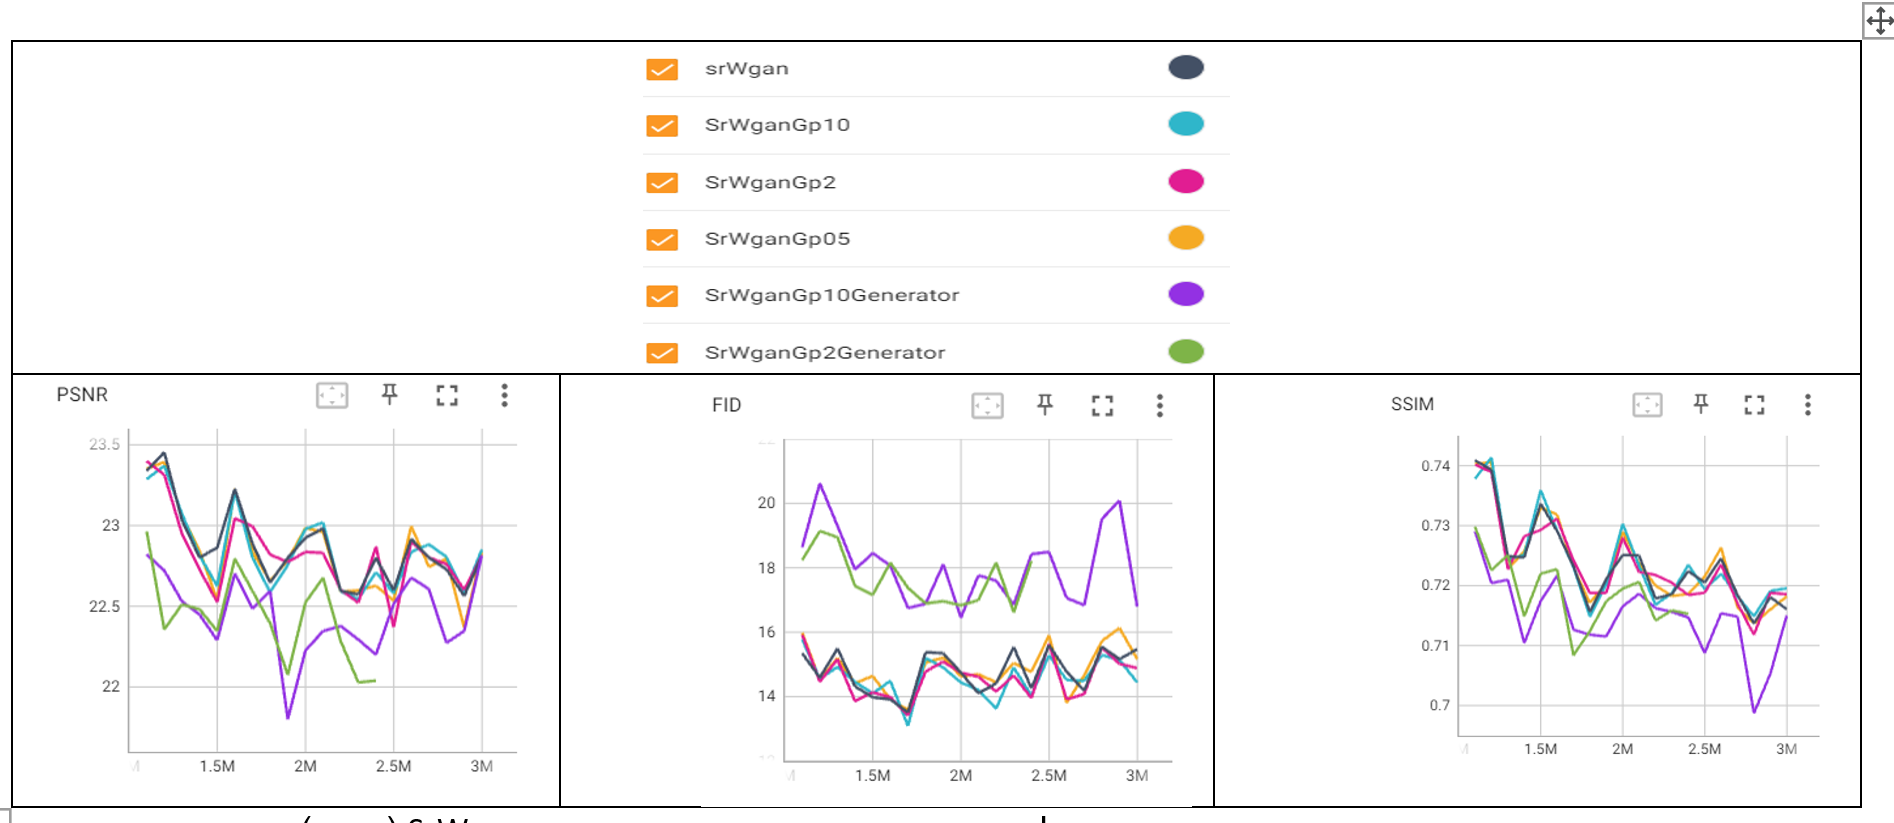 srWgan
SrWganGp10
SrWganGp2
SrWganGp05
SrWganGp10Generator
SrWganGp2Generator
PSNR
23.5
23
22.5
22
1.5M
2M
2.5M
3M
FID
20
18
16
14
1.5M
2M
2.5M
3M
SSIM
0.74
0.73
0.72
0.71
0.7
1.5M
2M
2.5M
3M